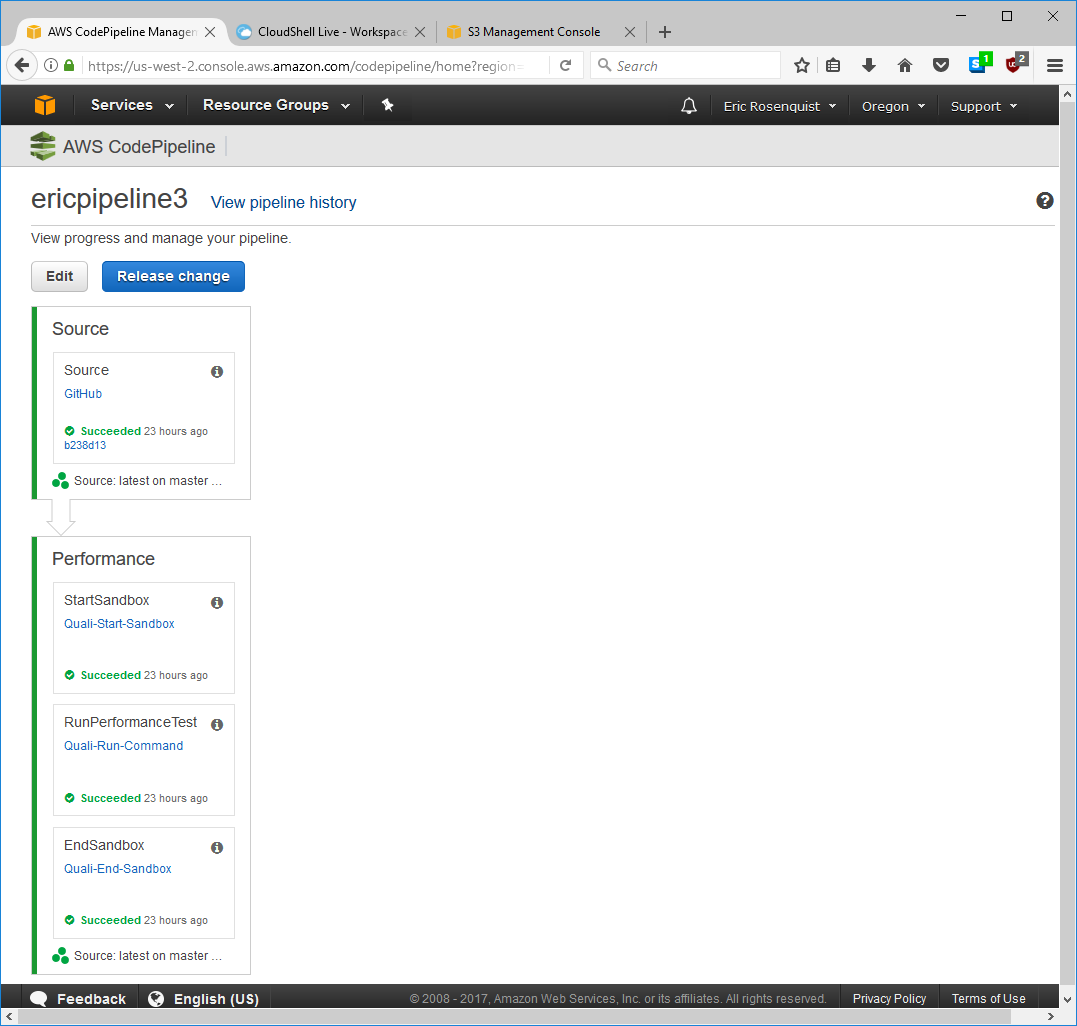 AWS CodePipeline Manager
CloudShell Live - Workspace
S3 Management Console
https://us-west-2.console.aws.amazon.com/codepipeline/home?region=
Search
S 1
2
Services
Resource Groups
Eric Rosenquist
Oregon
Support
AWS CodePipeline
ericpipeline3
View pipeline history
View progress and manage your pipeline.
Edit
Release change
Source
Source
GitHub
Succeeded 23 hours ago
b238d13
Source: latest on master ...
Performance
StartSandbox
Quali-Start-Sandbox
Succeeded 23 hours ago
RunPerformanceTest
Quali-Run-Command
Succeeded 23 hours ago
EndSandbox
Quali-End-Sandbox
Succeeded 23 hours ago
Source: latest on master ...
Feedback
English (US)
© 2008 - 2017, Amazon Web Services, Inc. or its affiliates. All rights reserved.
Privacy Policy
Terms of Use